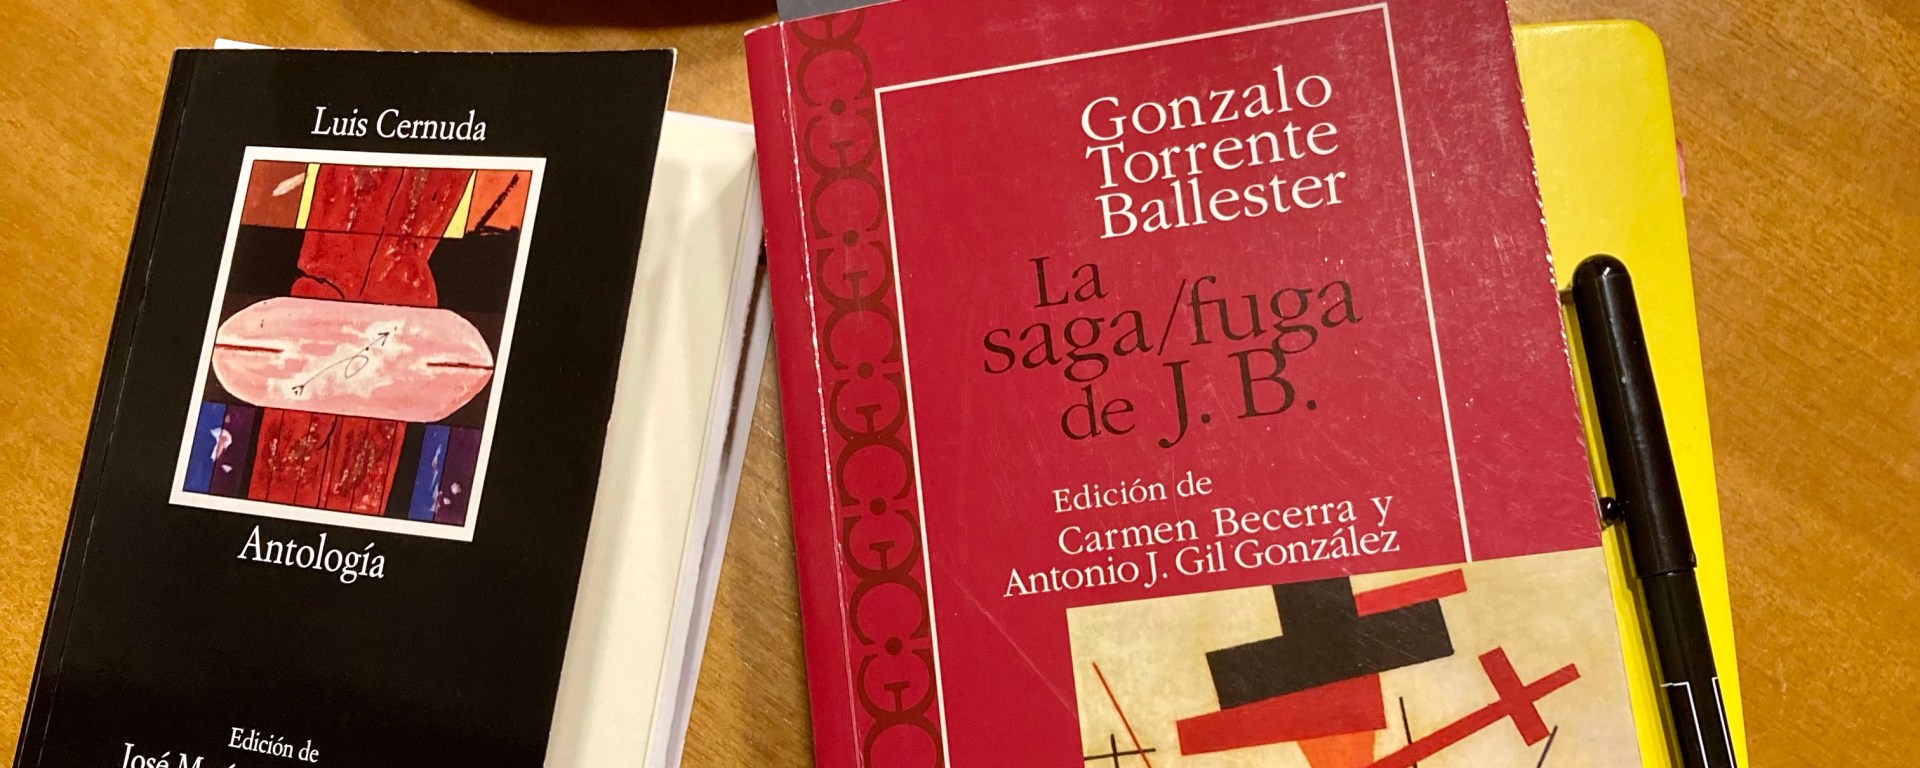 Luis Cernuda
Antología
Edición de
José
Gonzalo
Torrente
Ballester
La
saga/fuga
de J. B.
Edición de
Carmen Becerra y
Antonio J. Gil González